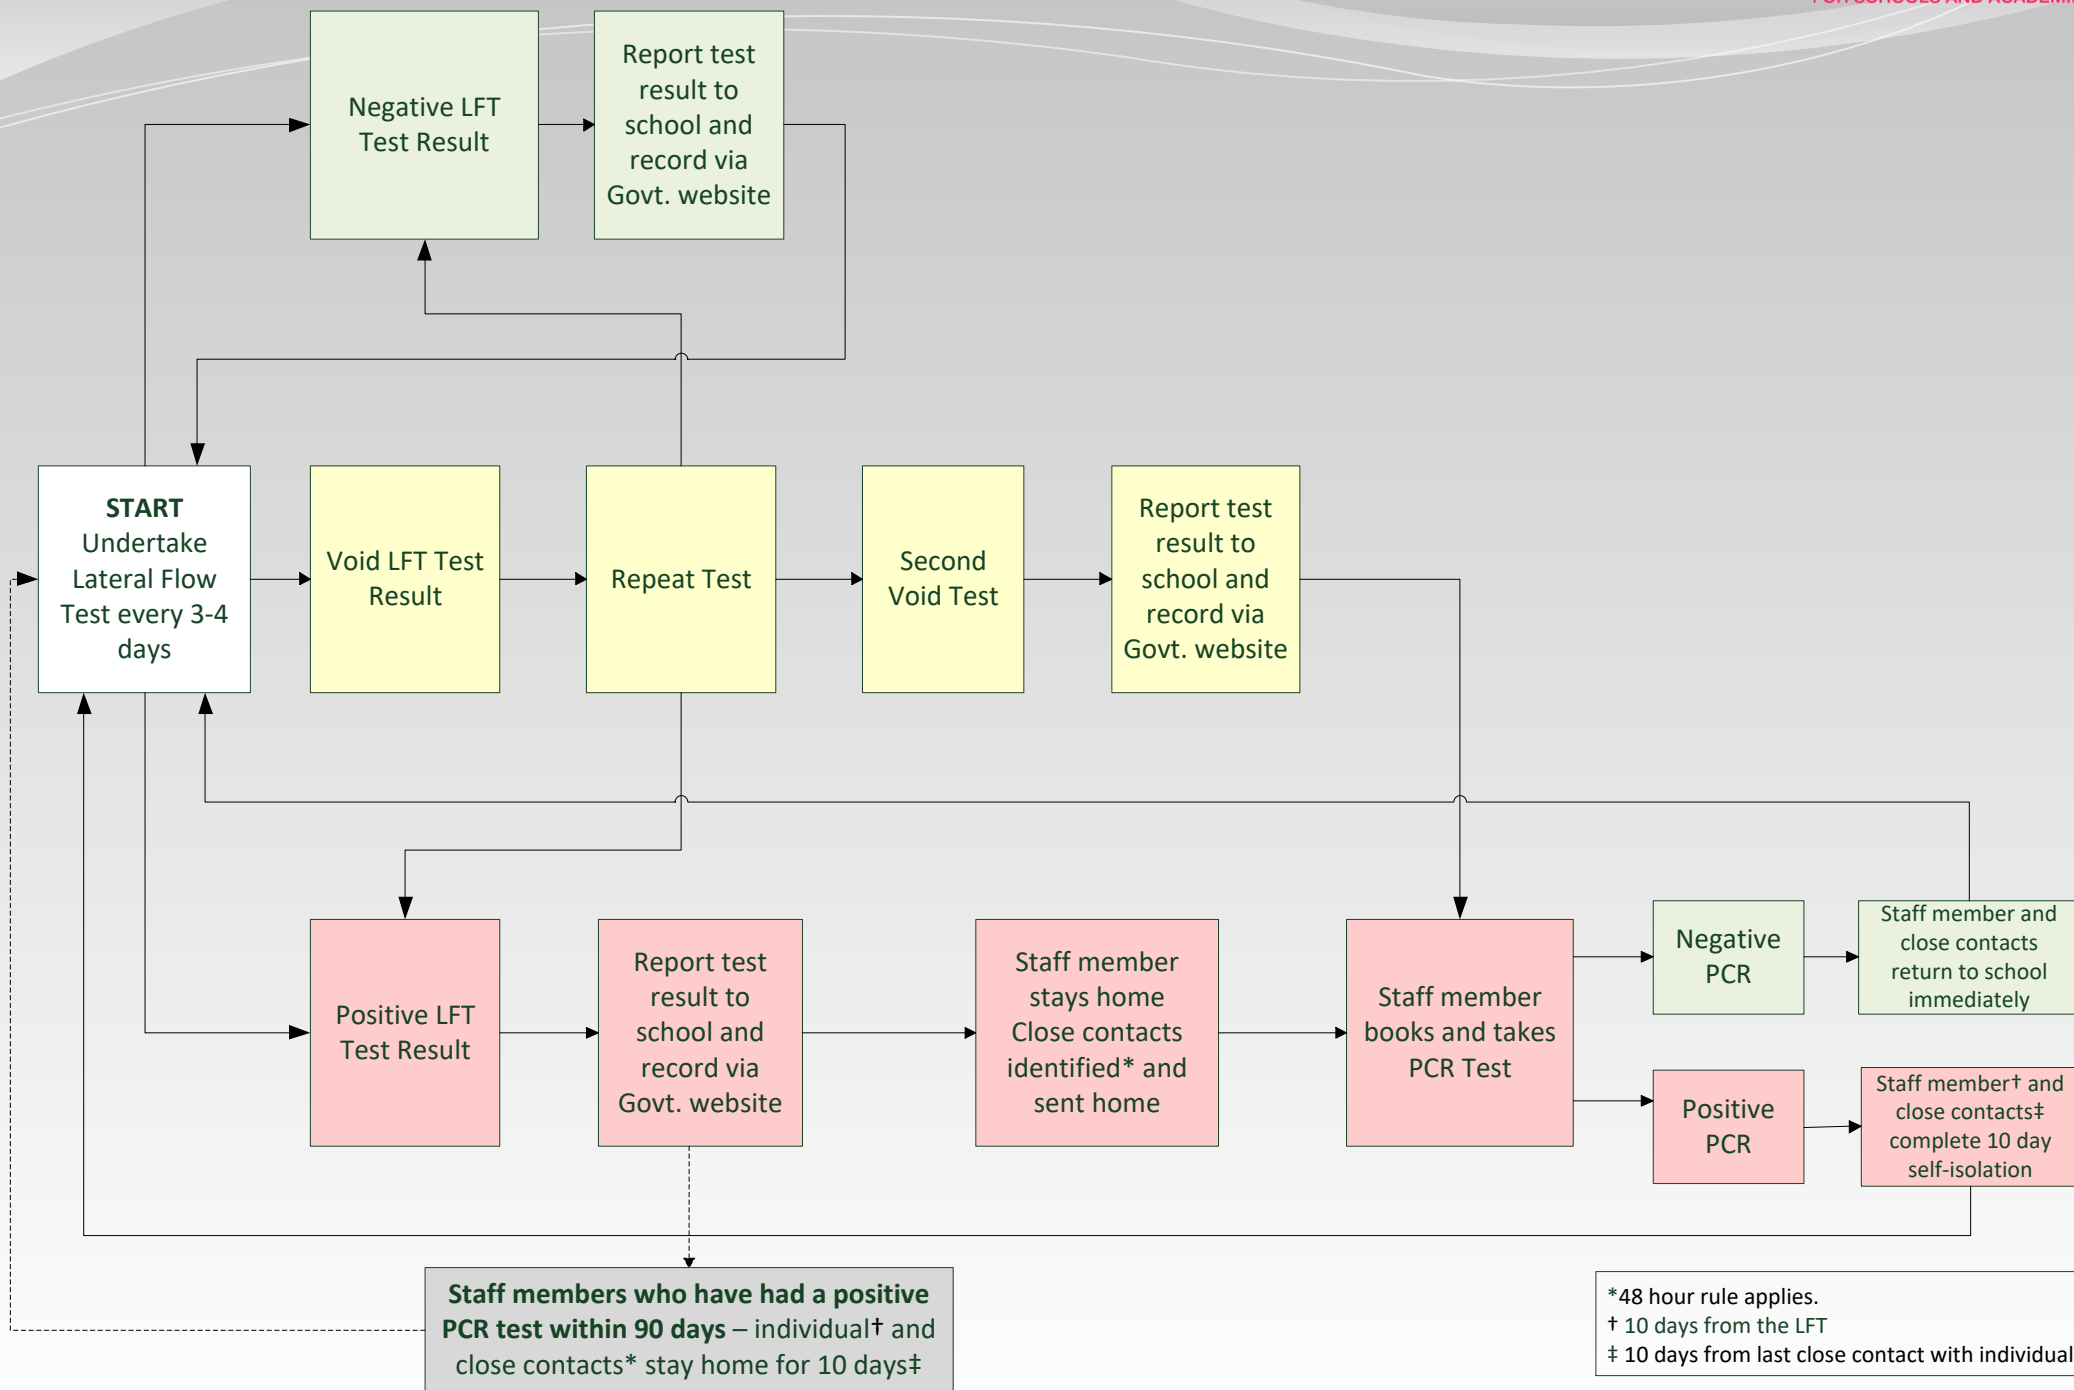 Negative LFT
Test Result
Report test
result to
school and
record via
Govt. website
START
Undertake
Lateral Flow
Test every 3-4
days
Void LFT Test
Result
Repeat Test
Second
Void Test
Report test
result to
school and
record via
Govt. website
Positive LFT
Test Result
Report test
result to
school and
record via
Govt. website
Staff member
stays home
Close contacts
identified* and
sent home
Staff member
books and takes
PCR Test
Negative
PCR
Staff member and
close contacts
return to school
immediately
Positive
PCR
Staff member† and
close contacts‡
complete 10 day
self-isolation
Staff members who have had a positive
PCR test within 90 days – individual† and
close contacts* stay home for 10 days‡
*48 hour rule applies.
† 10 days from the LFT
‡ 10 days from last close contact with individual